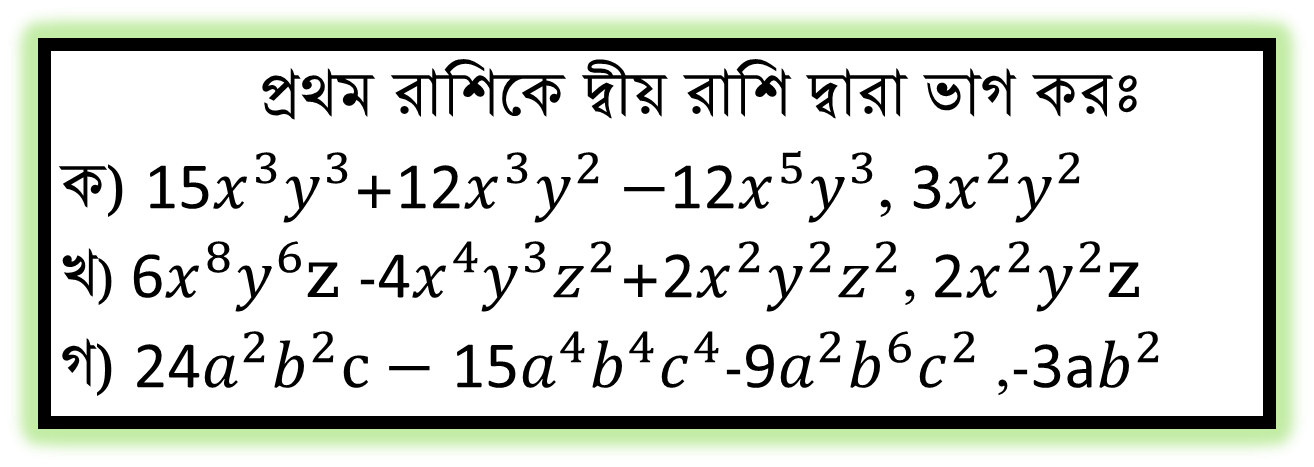 প্রথম রাশিকে দ্বীয় রাশি দ্বারা ভাগ করঃ
ক) 15x³y³+12x³y² −12x⁵y³, 3x²y²
খ) 6x⁸y⁶z -4x⁴y³z²+2x²y²z², 2x²y²z
গ) 24a²b²c − 15a⁴b⁴c⁴-9a²b⁶c² ,-3ab²